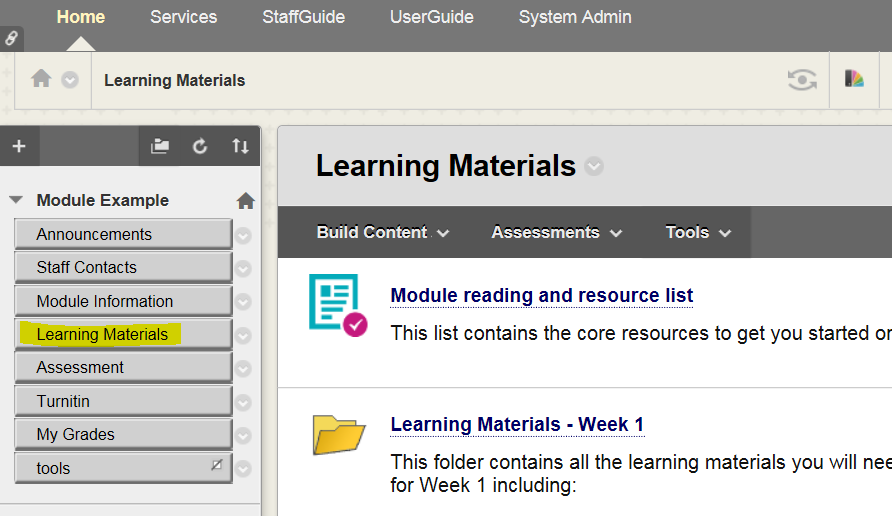 Home Services StaffGuide UserGuide System Admin
Learning Materials
Learning Materials
Module Example
Announcements
Staff Contacts
Module Information
Learning Materials
Assessment
Turnitin
My Grades
tools
Build Content Assessments Tools
Module reading and resource list
This list contains the core resources to get you started
Learning Materials - Week 1
This folder contains all the learning materials you will
for Week 1 including: